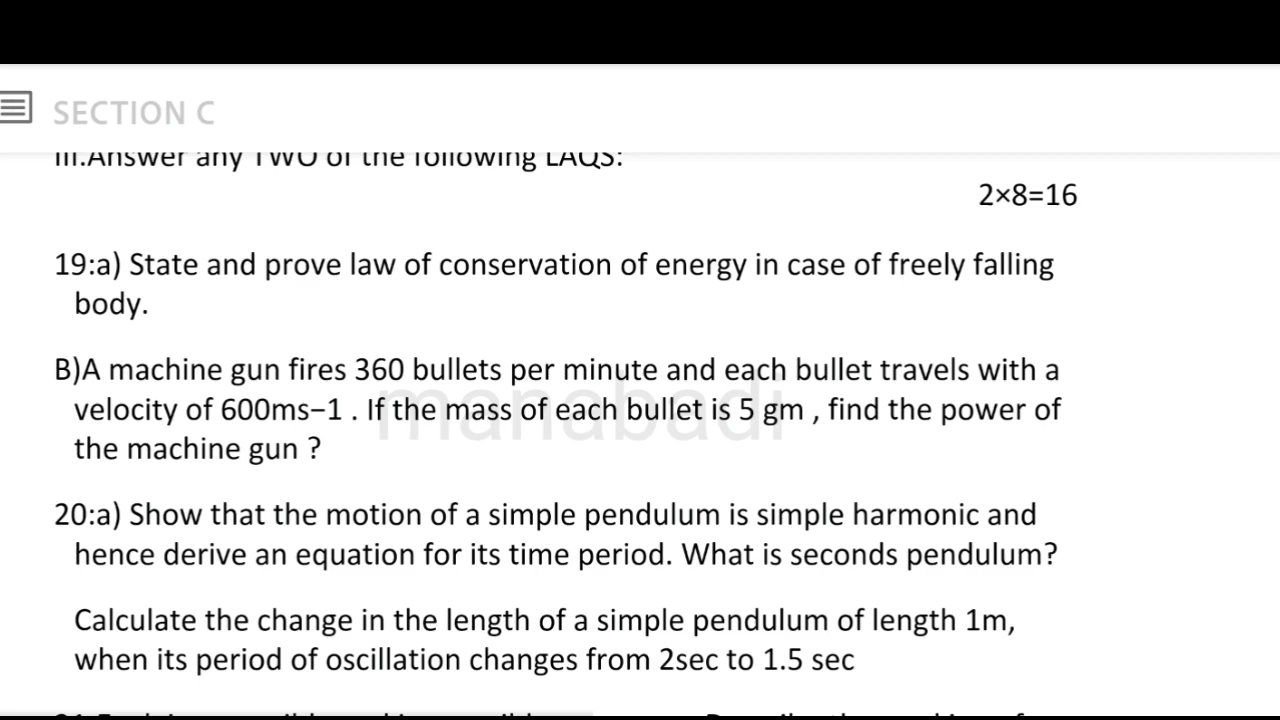 SECTION C
III.Answer any TWO of the following LAQS:
2×8=16
19:a) State and prove law of conservation of energy in case of freely falling
body.
B)A machine gun fires 360 bullets per minute and each bullet travels with a
velocity of 600ms−1 . If the mass of each bullet is 5 gm , find the power of
the machine gun ?
manabadi
20:a) Show that the motion of a simple pendulum is simple harmonic and
hence derive an equation for its time period. What is seconds pendulum?
Calculate the change in the length of a simple pendulum of length 1m,
when its period of oscillation changes from 2sec to 1.5 sec